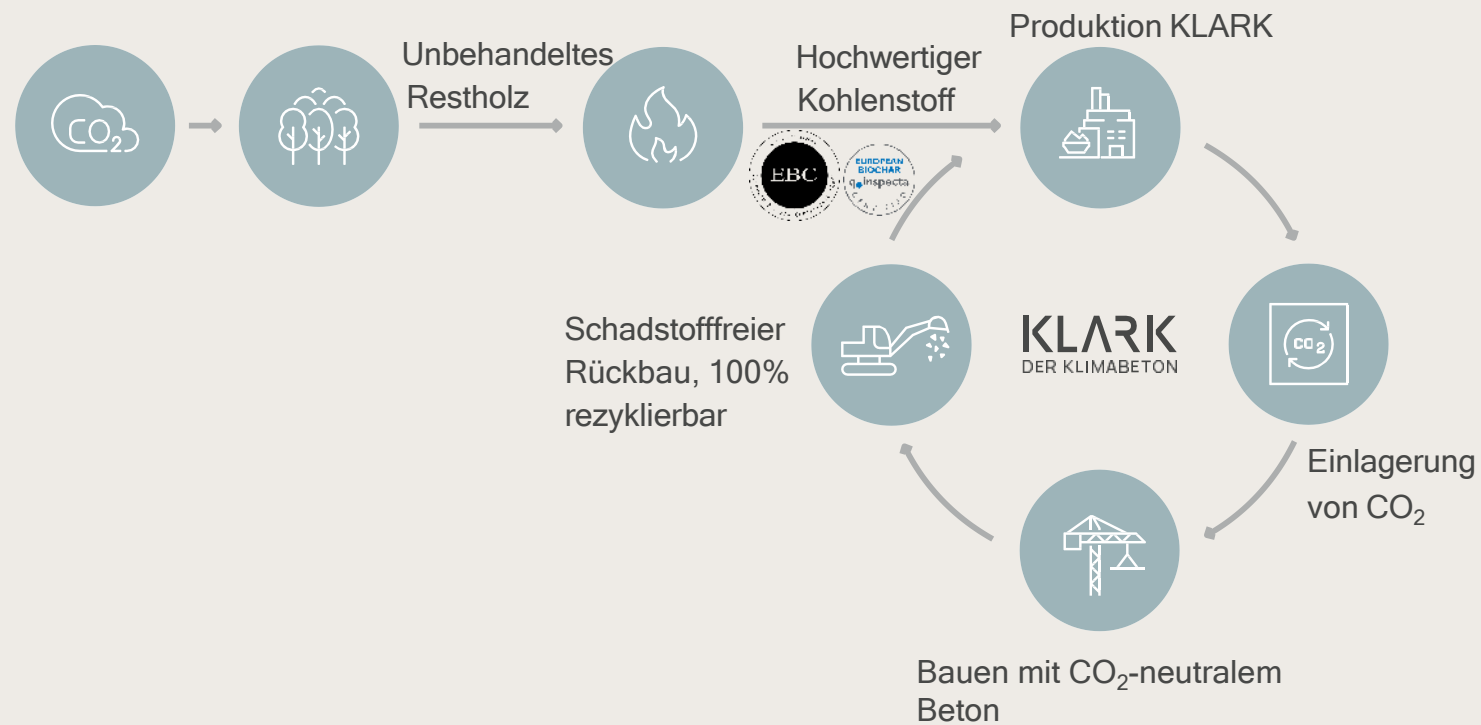 CO2
Unbehandeltes
Restholz
Hochwertiger
Kohlenstoff
EBC
EUROPEAN
BIOCHAR
q.inspecta
Produktion KLARK
CO2
Einlagerung
von CO₂
Bauen mit CO₂-neutralem
Beton
Schadstofffreier
Rückbau, 100%
rezyklierbar
KLARK
DER KLIMABETON